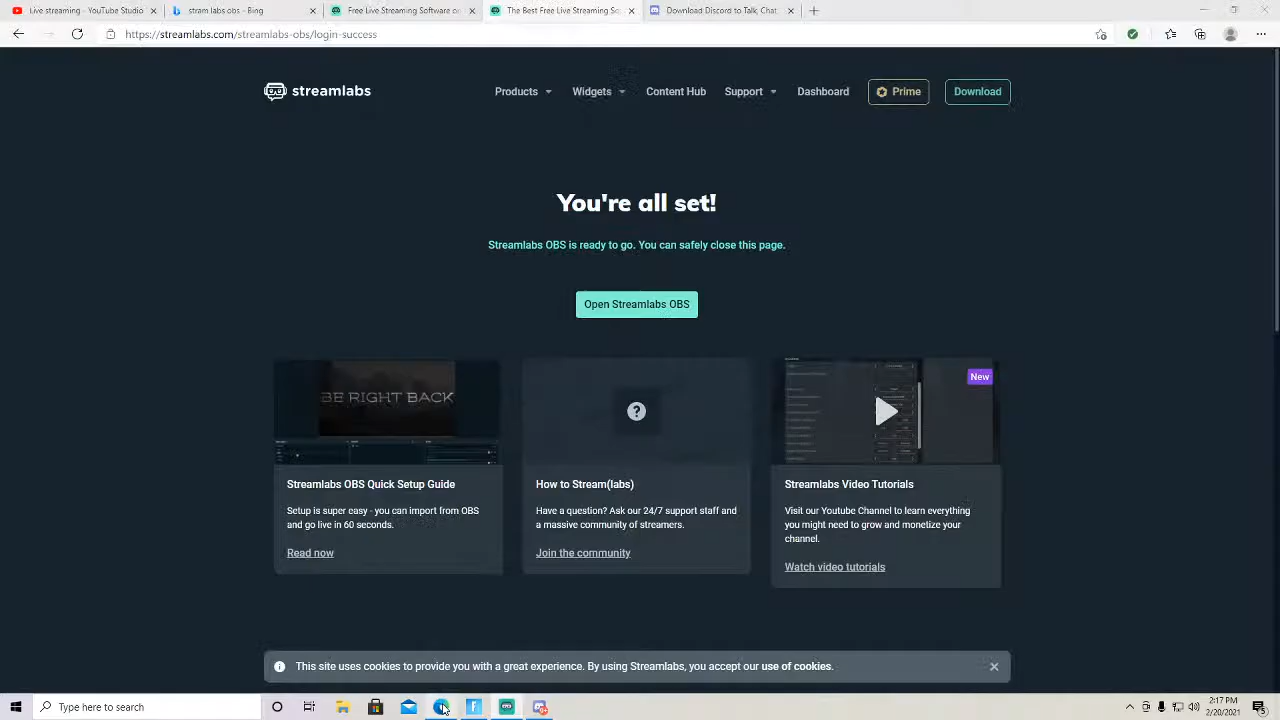 Live streaming - YouTube Studio
stram labs obs - Bing
Free Live Streaming Software
The Best Free Live Streaming So
Download Discord to Talk, Chat,
https://streamlabs.com/streamlabs-obs/login-success
streamlabs
Products
Widgets
Content Hub
Support
Dashboard
Prime
Download
You're all set!
Streamlabs OBS is ready to go. You can safely close this page.
Open Streamlabs OBS
BE RIGHT BACK
New
Streamlabs OBS Quick Setup Guide
Setup is super easy - you can import from OBS
and go live in 60 seconds.
Read now
How to Stream(labs)
Have a question? Ask our 24/7 support staff and
a massive community of streamers.
Join the community
Streamlabs Video Tutorials
Visit our Youtube Channel to learn everything
you might need to grow and monetize your
channel.
Watch video tutorials
This site uses cookies to provide you with a great experience. By using Streamlabs, you accept our use of cookies.
Type here to search
2:17 PM
2/20/2021